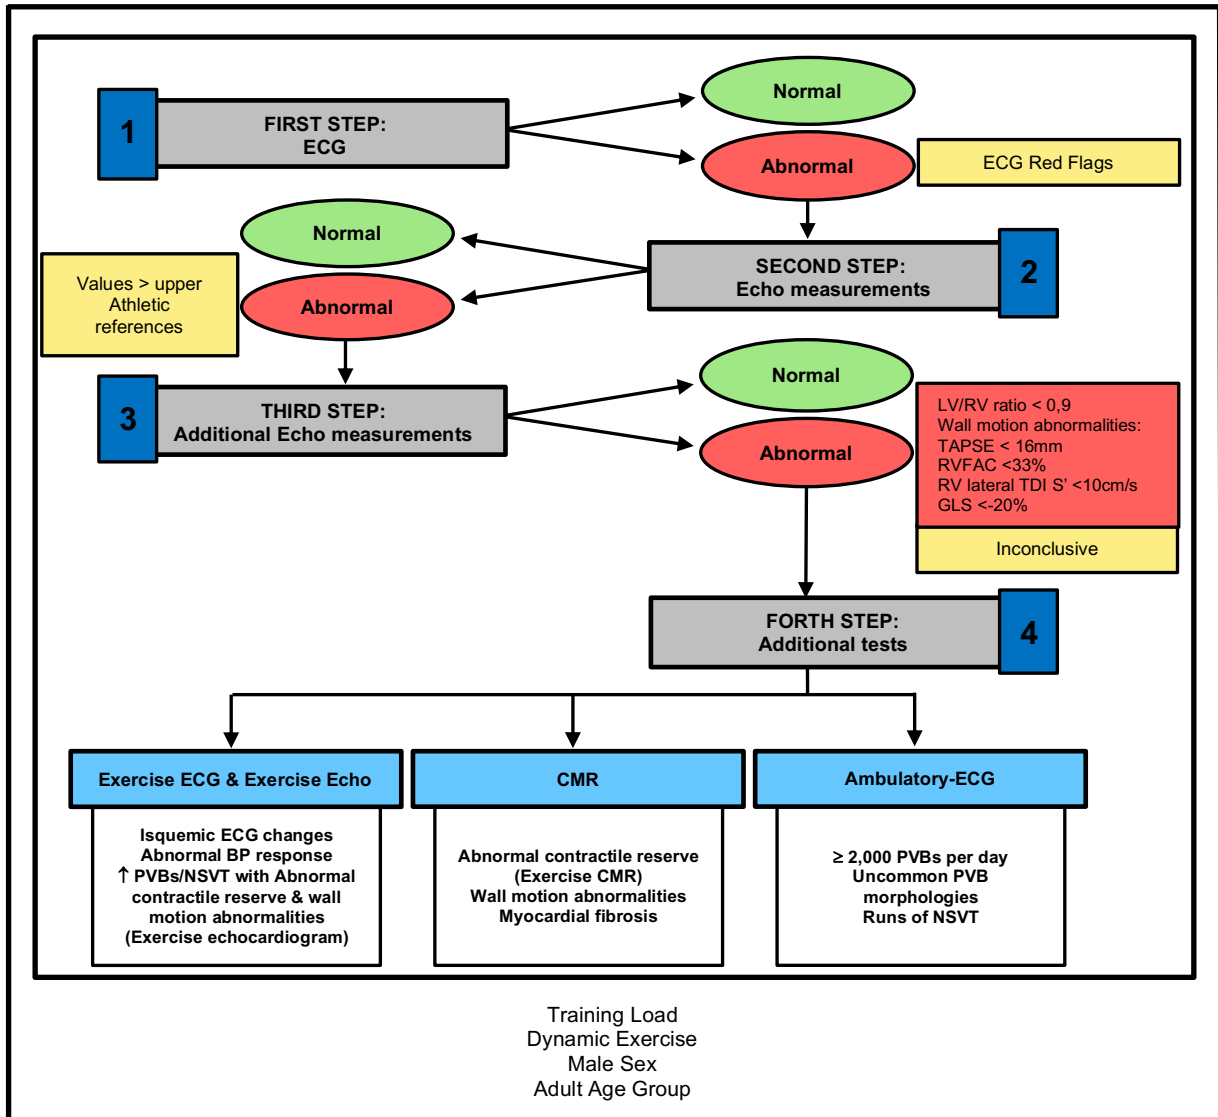 1
FIRST STEP:
ECG
Normal
Abnormal
ECG Red Flags
Normal
Abnormal
Values > upper
Athletic
references
SECOND STEP:
Echo measurements
2
3
THIRD STEP:
Additional Echo measurements
Normal
Abnormal
LV/RV ratio < 0,9
Wall motion abnormalities:
TAPSE < 16mm
RVFAC <33%
RV lateral TDI S’ <10cm/s
GLS <-20%
Inconclusive
FORTH STEP:
Additional tests
4
Exercise ECG & Exercise Echo
Isquemic ECG changes
Abnormal BP response
↑ PVBs/NSVT with Abnormal
contractile reserve & wall
motion abnormalities
(Exercise echocardiogram)
CMR
Abnormal contractile reserve
(Exercise CMR)
Wall motion abnormalities
Myocardial fibrosis
Ambulatory-ECG
≥ 2,000 PVBs per day
Uncommon PVB
morphologies
Runs of NSVT
Training Load
Dynamic Exercise
Male Sex
Adult Age Group